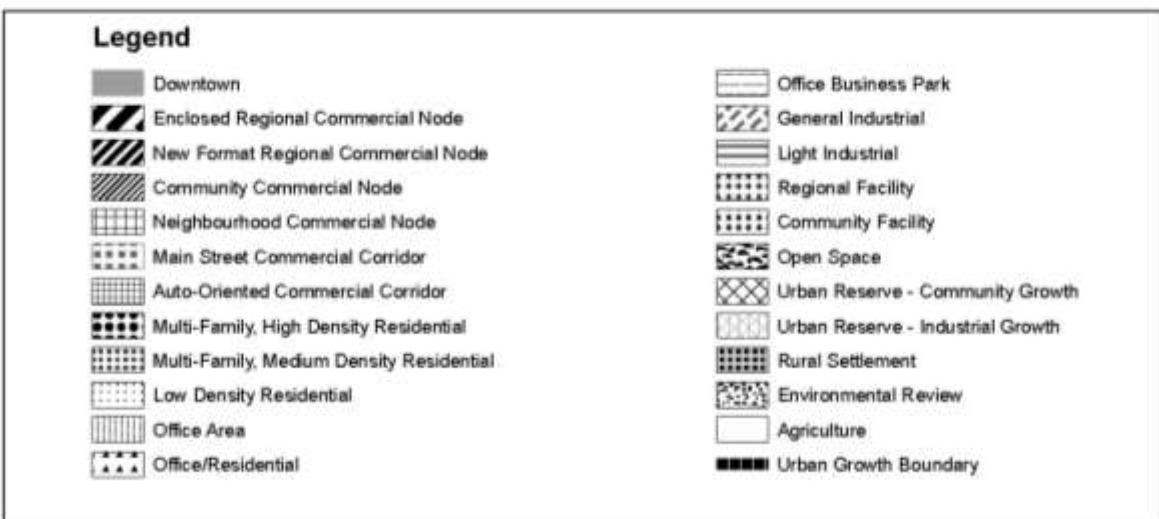 Legend
Downtown
Enclosed Regional Commercial Node
New Format Regional Commercial Node
Community Commercial Node
Neighbourhood Commercial Node
Main Street Commercial Corridor
Auto-Oriented Commercial Corridor
Multi-Family, High Density Residential
Multi-Family, Medium Density Residential
Low Density Residential
Office Area
Office/Residential
Office Business Park
General Industrial
Light Industrial
Regional Facility
Community Facility
Open Space
Urban Reserve - Community Growth
Urban Reserve - Industrial Growth
Rural Settlement
Environmental Review
Agriculture
Urban Growth Boundary